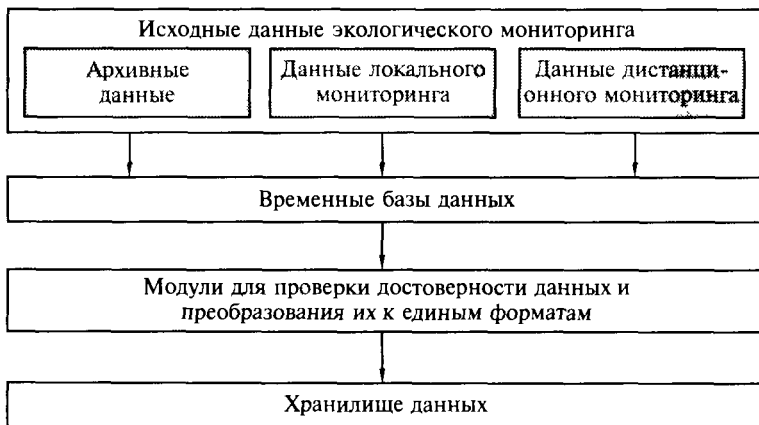 Исходные данные экологического мониторинга
Архивные
данные
Данные локального
мониторинга
Данные дистанци-
онного мониторинга
Временные базы данных
Модули для проверки достоверности данных и
преобразования их к единым форматам
Хранилище данных